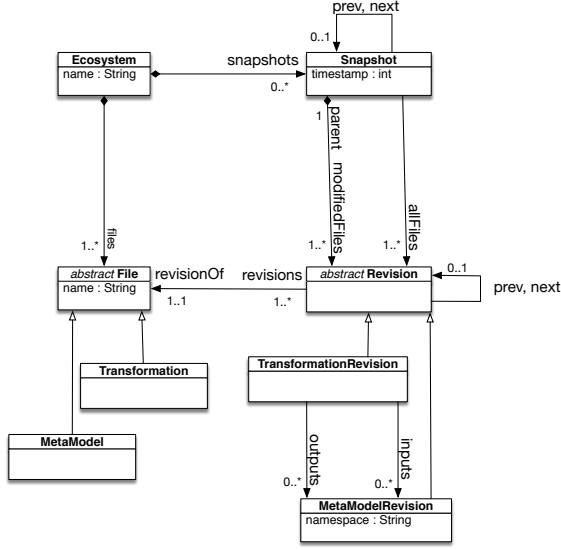 prev, next
0..1
Ecosystem
name : String
snapshots
0..*
Snapshot
timestamp : int
1
parent
modifiedFiles
allFiles
files
1..*
1..*
1..*
abstract File
name : String
revisionOf
1..1
revisions
1..*
abstract Revision
0..1
prev, next
Transformation
TransformationRevision
MetaModel
outputs
inputs
0..*
0..*
MetaModelRevision
namespace : String